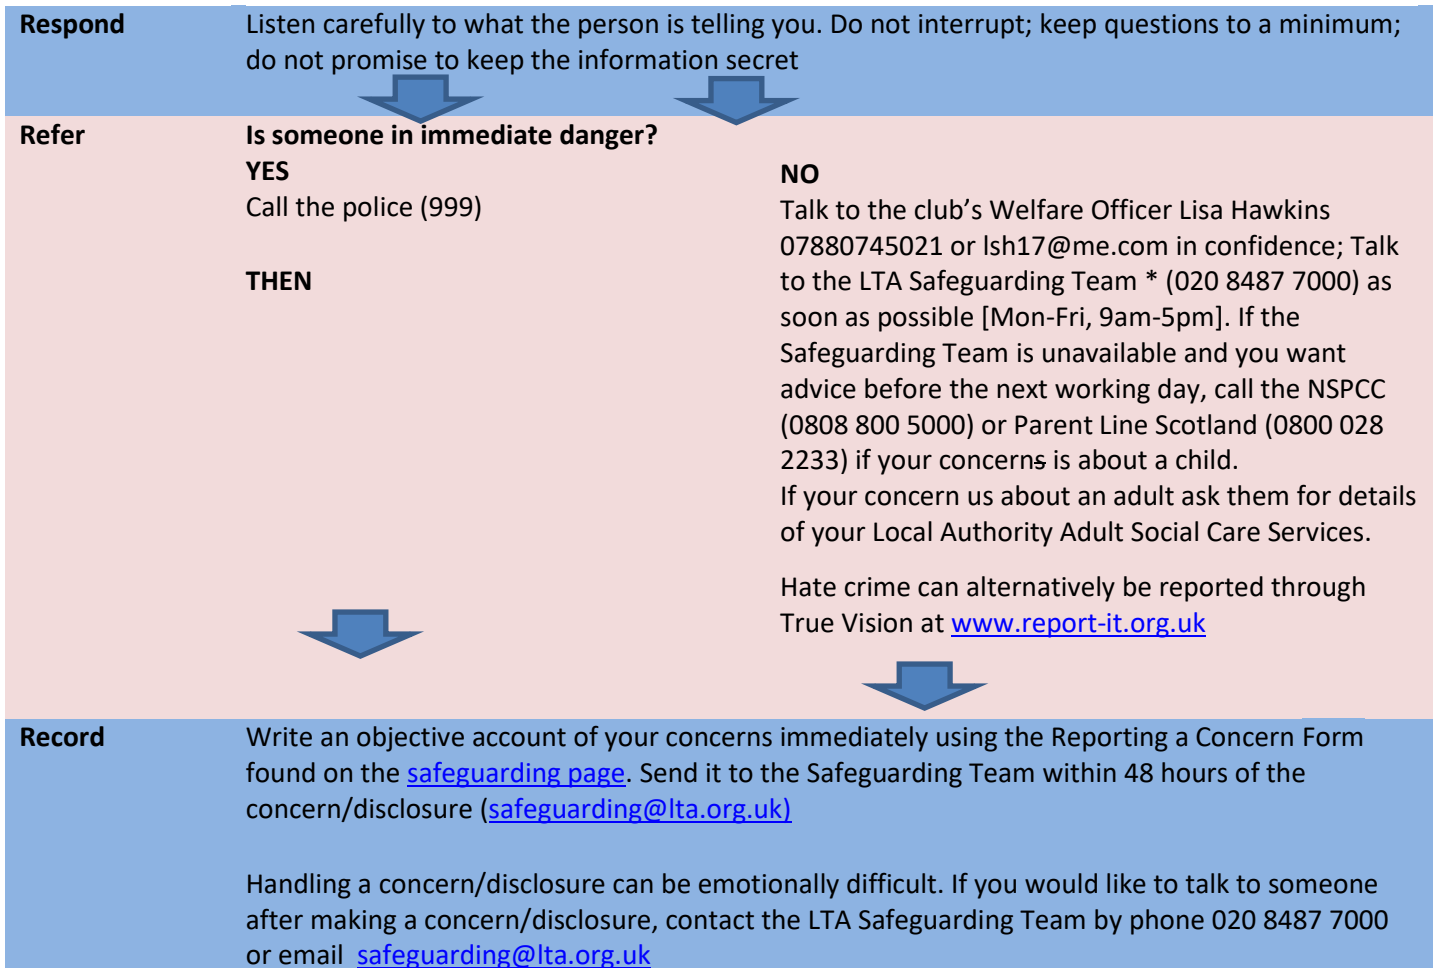 Respond
Listen carefully to what the person is telling you. Do not interrupt; keep questions to a minimum;
do not promise to keep the information secret
Refer
Is someone in immediate danger?
YES
Call the police (999)
THEN
NO
Talk to the club’s Welfare Officer Lisa Hawkins
07880745021 or lsh17@me.com in confidence; Talk
to the LTA Safeguarding Team * (020 8487 7000) as
soon as possible [Mon-Fri, 9am-5pm]. If the
Safeguarding Team is unavailable and you want
advice before the next working day, call the NSPCC
(0808 800 5000) or Parent Line Scotland (0800 028
2233) if your concerns is about a child.
If your concern us about an adult ask them for details
of your Local Authority Adult Social Care Services.
Hate crime can alternatively be reported through
True Vision at www.report-it.org.uk
Record
Write an objective account of your concerns immediately using the Reporting a Concern Form
found on the safeguarding page. Send it to the Safeguarding Team within 48 hours of the
concern/disclosure (safeguarding@lta.org.uk)
Handling a concern/disclosure can be emotionally difficult. If you would like to talk to someone
after making a concern/disclosure, contact the LTA Safeguarding Team by phone 020 8487 7000
or email safeguarding@lta.org.uk